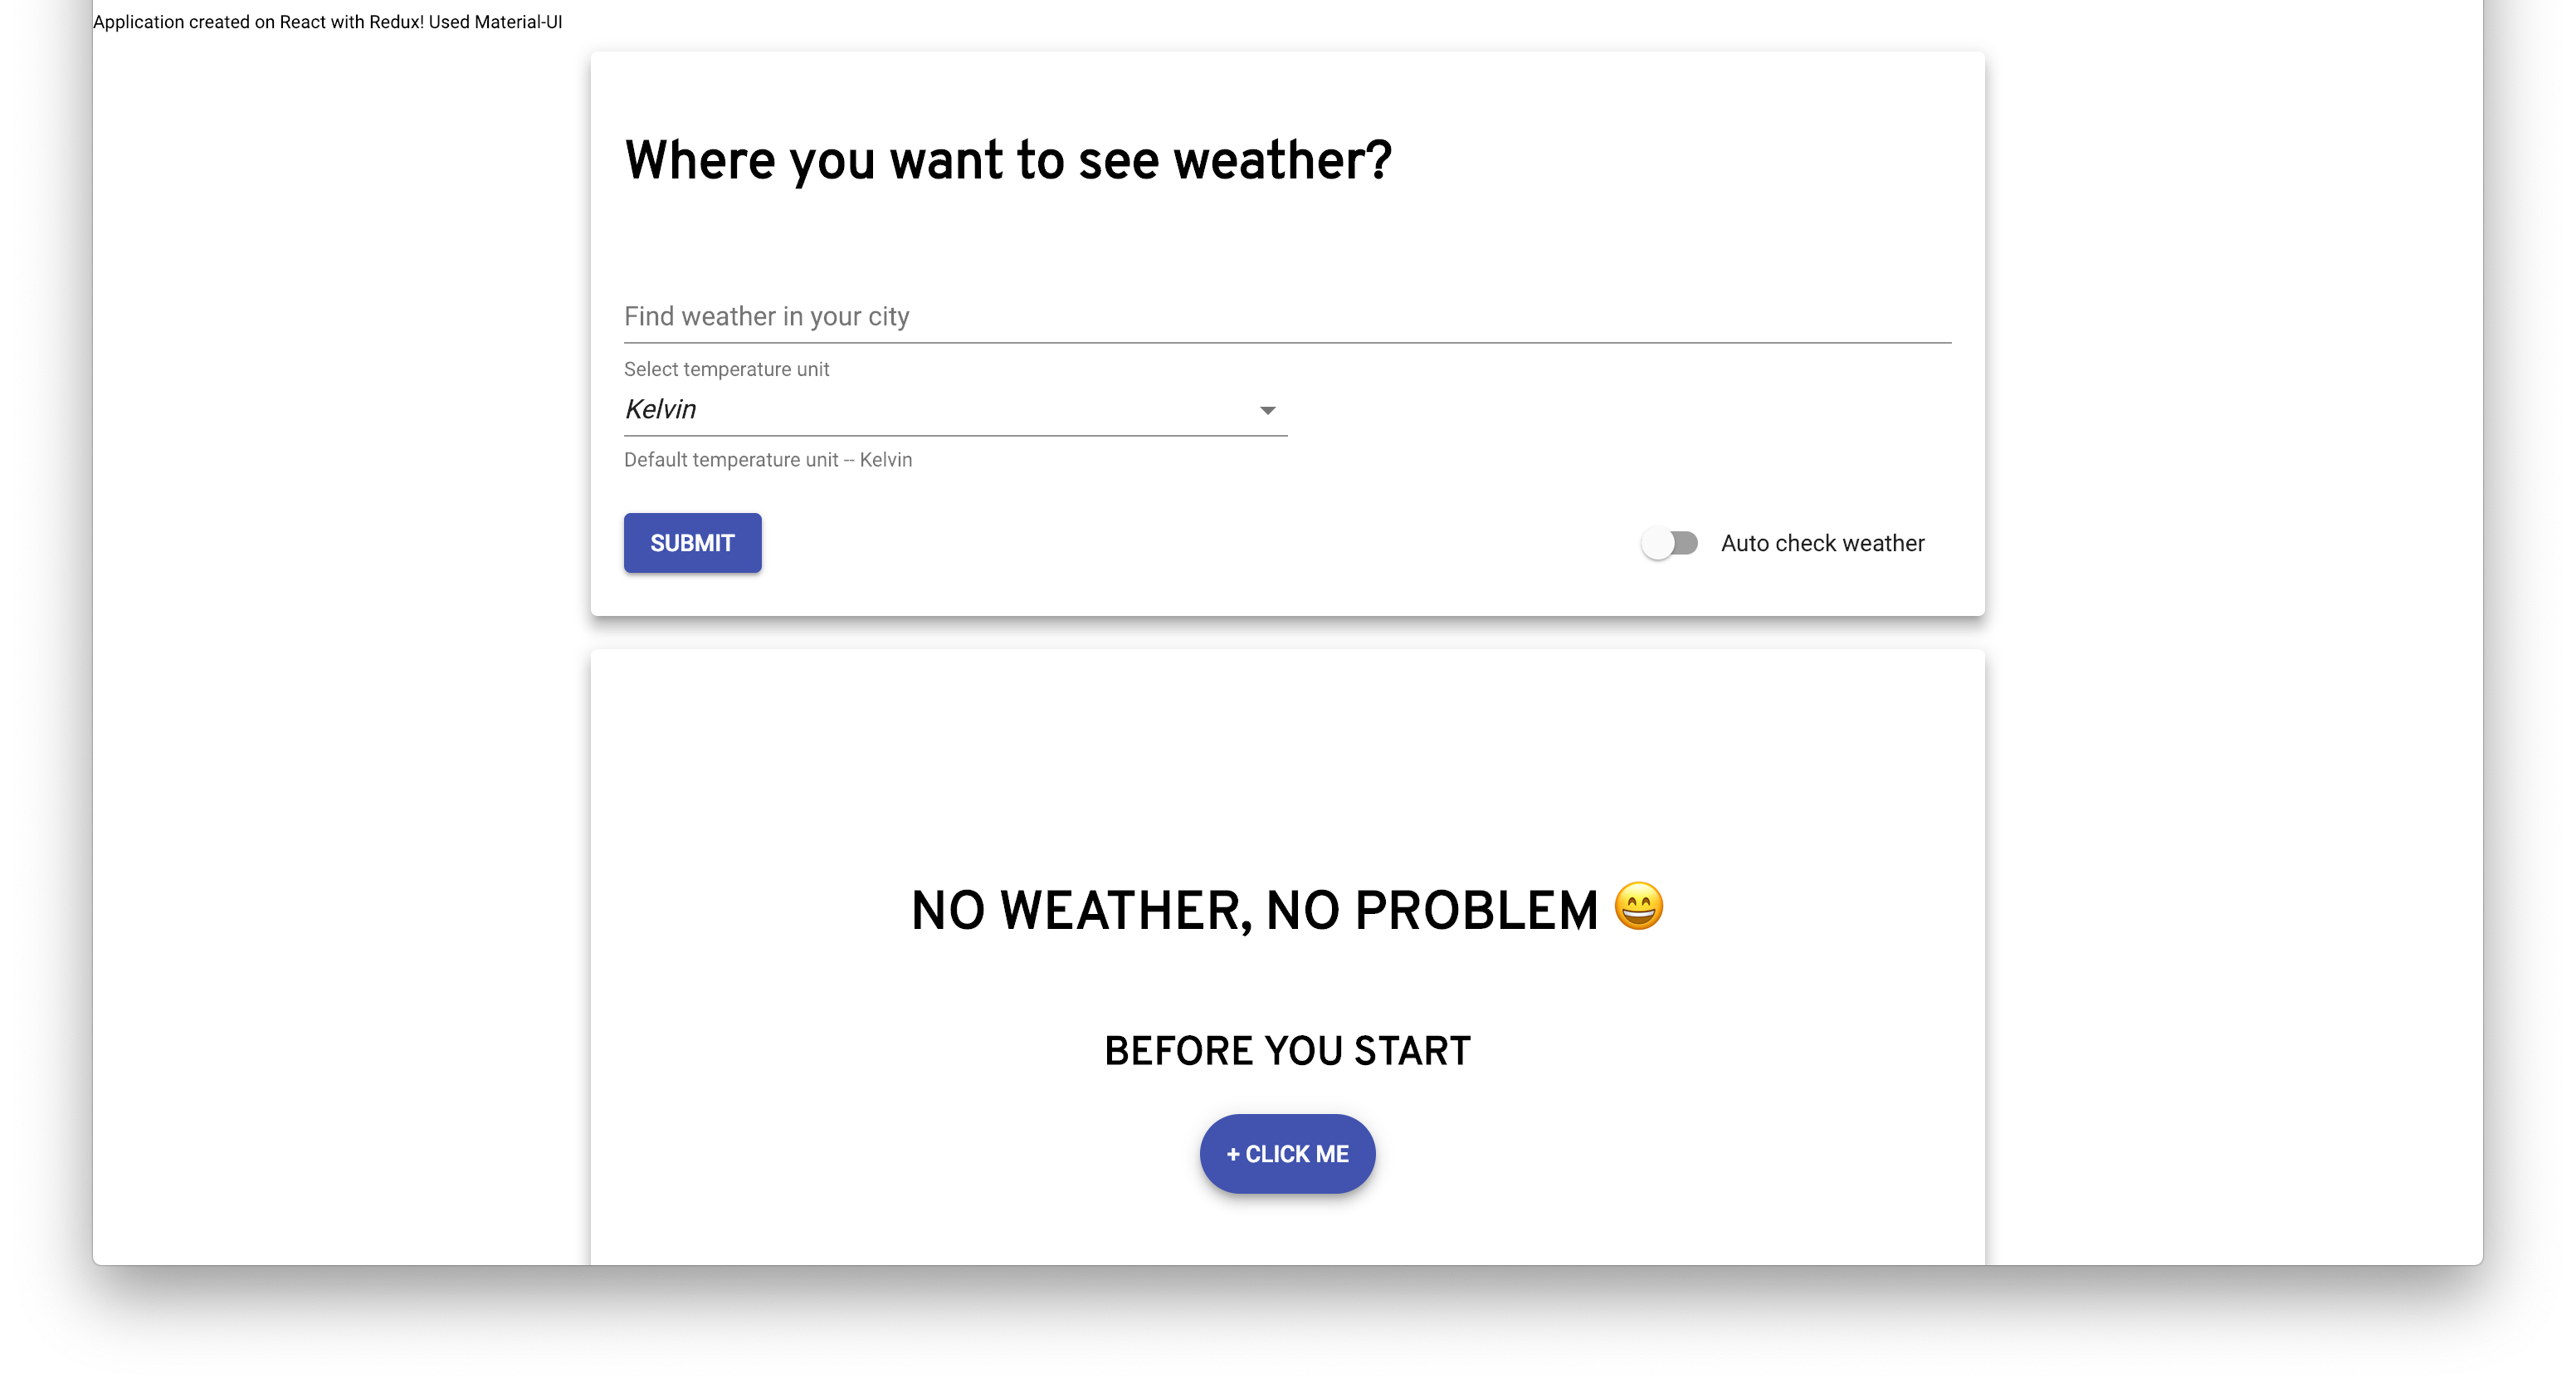 Application created on React with Redux! Used Material-UI
Where you want to see weather?
Find weather in your city
Select temperature unit
Kelvin
Default temperature unit -- Kelvin
SUBMIT
Auto check weather
NO WEATHER, NO PROBLEM 😄
BEFORE YOU START
+ CLICK ME